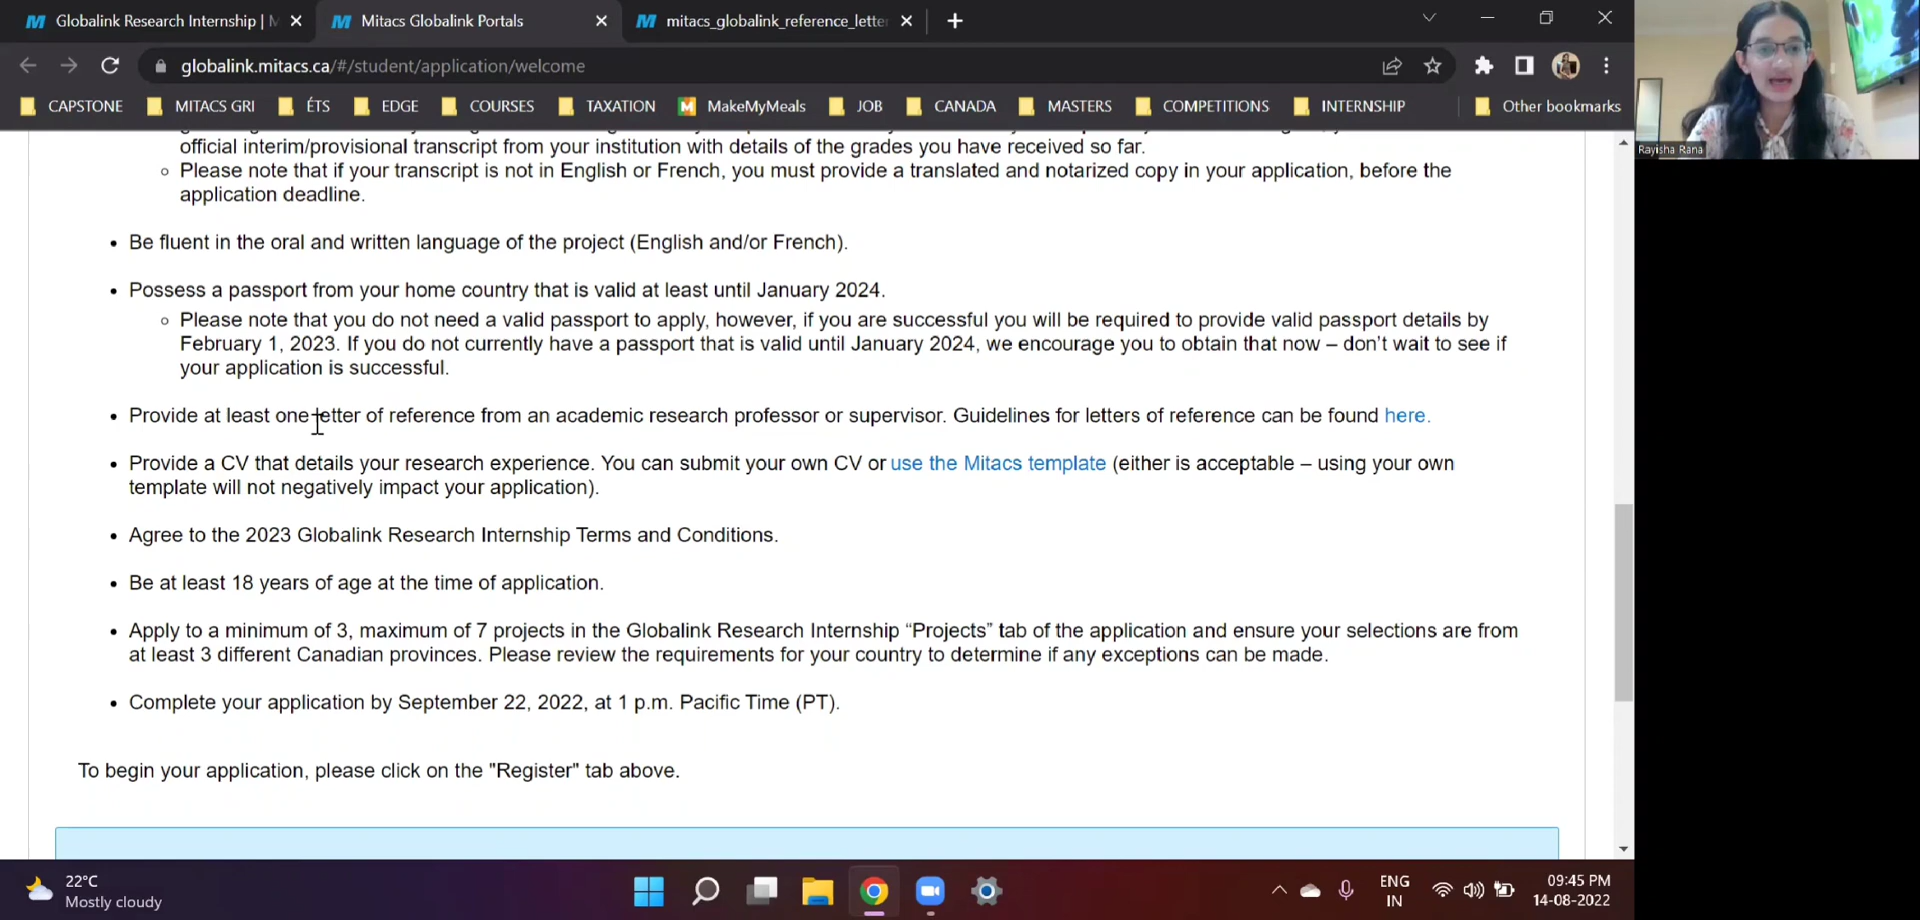 Globalink Research Internship | M
Mitacs Globalink Portals
mitacs_globalink_reference_letter
globalink.mitacs.ca/#/student/application/welcome
CAPSTONE MITACS GRI ÉTS EDGE COURSES TAXATION MakeMyMeals JOB CANADA MASTERS COMPETITIONS INTERNSHIP Other bookmarks
Rayisha Rana
official interim/provisional transcript from your institution with details of the grades you have received so far.
Please note that if your transcript is not in English or French, you must provide a translated and notarized copy in your application, before the
application deadline.
Be fluent in the oral and written language of the project (English and/or French).
Possess a passport from your home country that is valid at least until January 2024.
Please note that you do not need a valid passport to apply, however, if you are successful you will be required to provide valid passport details by
February 1, 2023. If you do not currently have a passport that is valid until January 2024, we encourage you to obtain that now – don't wait to see if
your application is successful.
Provide at least one letter of reference from an academic research professor or supervisor. Guidelines for letters of reference can be found here.
Provide a CV that details your research experience. You can submit your own CV or use the Mitacs template (either is acceptable – using your own
template will not negatively impact your application).
Agree to the 2023 Globalink Research Internship Terms and Conditions.
Be at least 18 years of age at the time of application.
Apply to a minimum of 3, maximum of 7 projects in the Globalink Research Internship “Projects” tab of the application and ensure your selections are from
at least 3 different Canadian provinces. Please review the requirements for your country to determine if any exceptions can be made.
Complete your application by September 22, 2022, at 1 p.m. Pacific Time (PT).
To begin your application, please click on the "Register" tab above.
22°C
Mostly cloudy
ENG
IN
09:45 PM
14-08-2022